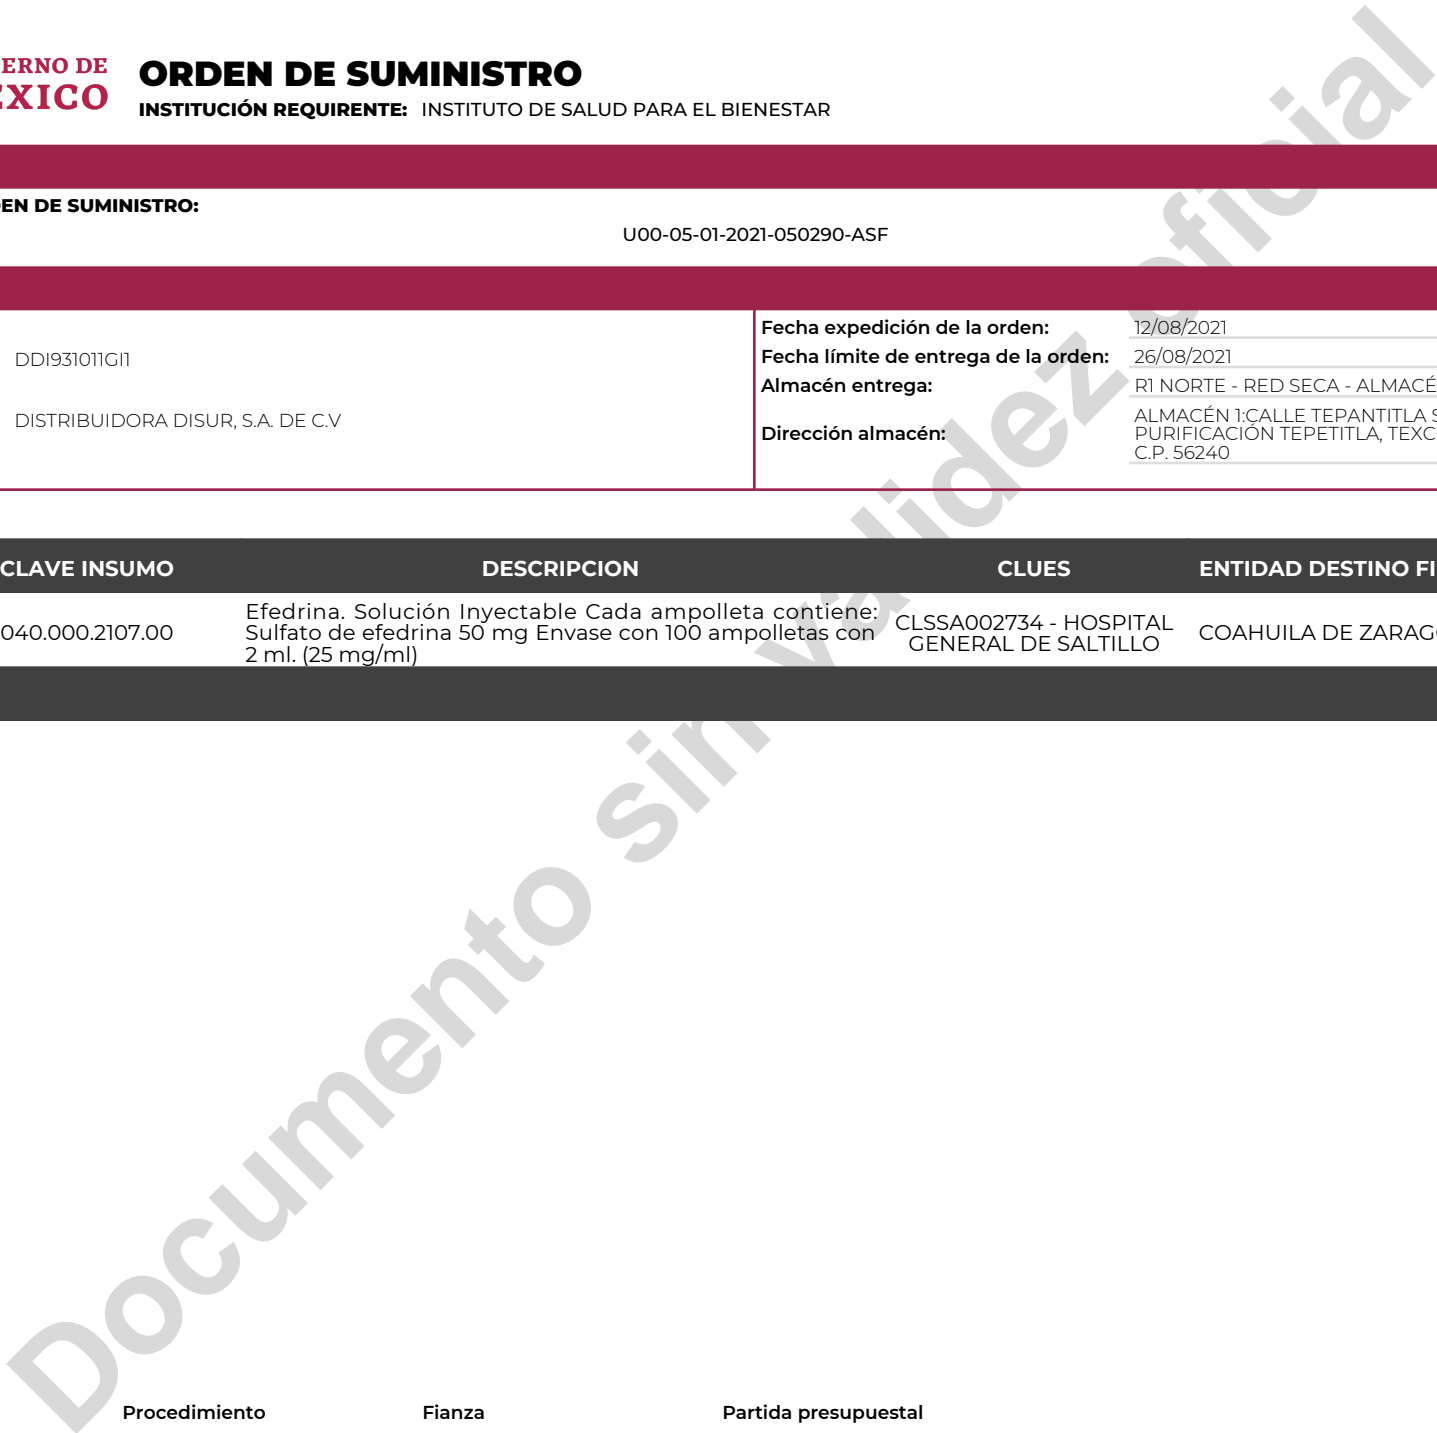 ERNO DE
ÉXICO
ORDEN DE SUMINISTRO
INSTITUCIÓN REQUIRENTE: INSTITUTO DE SALUD PARA EL BIENESTAR
EN DE SUMINISTRO:
U00-05-01-2021-050290-ASF
DDI931011GI1
DISTRIBUIDORA DISUR, S.A. DE C.V
Fecha expedición de la orden: 12/08/2021
Fecha límite de entrega de la orden: 26/08/2021
Almacén entrega: R1 NORTE - RED SECA - ALMACÉ
Dirección almacén: ALMACÉN 1:CALLE TEPANTITLA S
PURIFICACIÓN TEPETITLA, TEXC
C.P. 56240
CLAVE INSUMO DESCRIPCION CLUES ENTIDAD DESTINO FI
040.000.2107.00
Efedrina. Solución Inyectable Cada ampolleta contiene:
Sulfato de efedrina 50 mg Envase con 100 ampolletas con
2 ml. (25 mg/ml)
CLSSA002734 - HOSPITAL
GENERAL DE SALTILLO
COAHUILA DE ZARAG
Documento sin validez oficial
Procedimiento Fianza Partida presupuestal